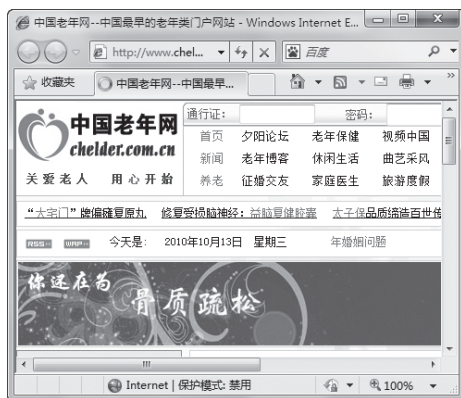 中国老年网--中国最早的老年类门户网站 - Windows Internet E...
http://www.chel...
百度
收藏夹
中国老年网--中国最早...
中国老年网
chelder.com.cn
关爱老人 用心开始
通行证： 密码：
首页 夕阳论坛 老年保健 视频中国
新闻 老年博客 休闲生活 曲艺采风
养老 征婚交友 家庭医生 旅游度假
"大宅门"牌偏瘫复原丸 修复受损脑神经：益脑复健胶囊 太子保品质缔造百世传
RSS WAP 今天是： 2010年10月13日 星期三 年婚姻问题
你还在为
骨质疏松
Internet | 保护模式: 禁用 100%